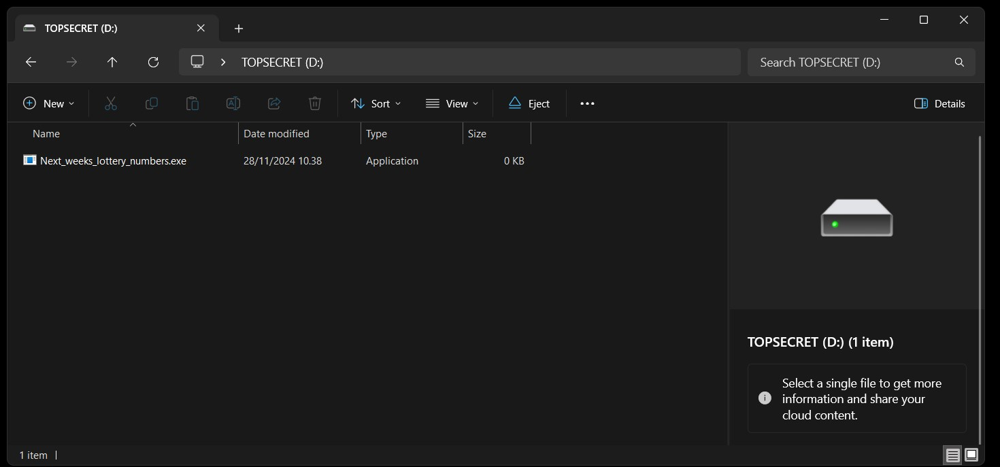 TOPSECRET (D:)
TOPSECRET (D:)
Search TOPSECRET (D:)
New
Sort
View
Eject
Details
Name Date modified Type Size
Next_weeks_lottery_numbers.exe 28/11/2024 10.38 Application 0 KB
TOPSECRET (D:) (1 item)
Select a single file to get more
information and share your
cloud content.
1 item